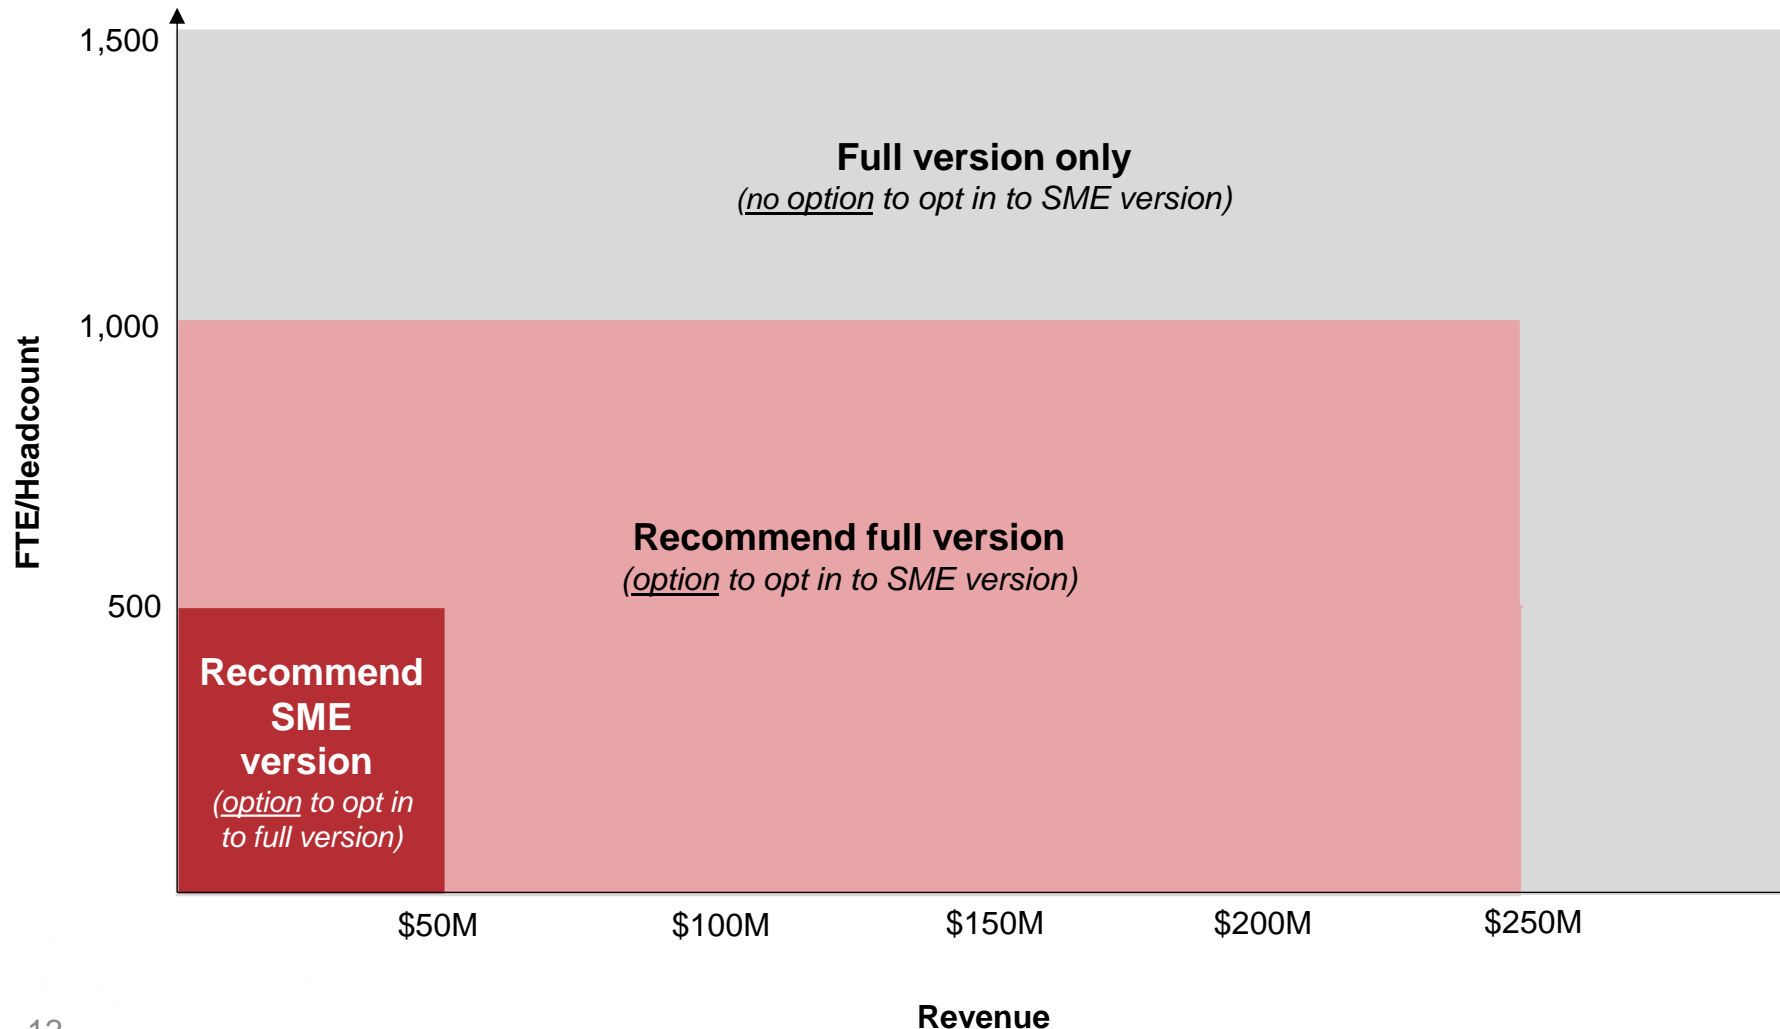 1,500
Full version only
(no option to opt in to SME version)
1,000
FTE/Headcount
Recommend full version
(option to opt in to SME version)
500
Recommend
SME
version
(option to opt in
to full version)
$50M
$100M
$150M
$200M
$250M
Revenue